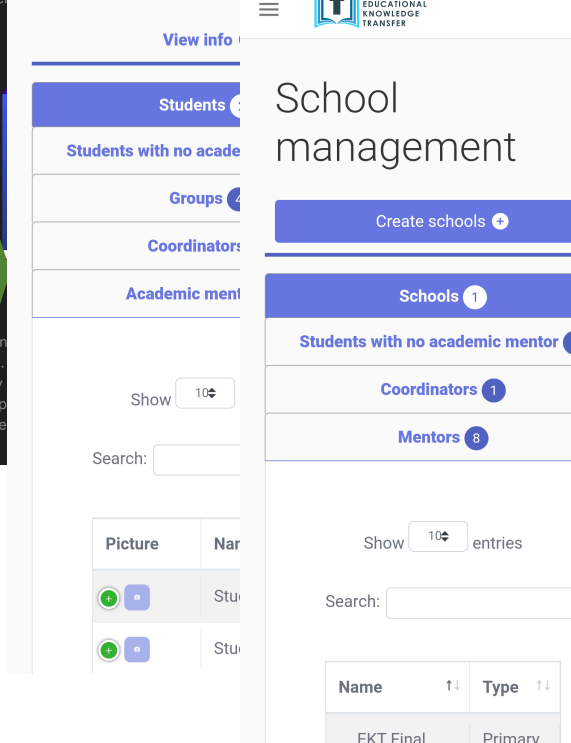 View info
Students
Students with no acade
Groups 4
Coordinators
Academic ment
Show 10
Search:
Picture Nar
Stu
Stu
EDUCATIONAL
KNOWLEDGE
TRANSFER
School
management
Create schools
Schools 1
Students with no academic mentor
Coordinators 1
Mentors 8
Show 10 entries
Search:
Name Type
EKT Final Primary